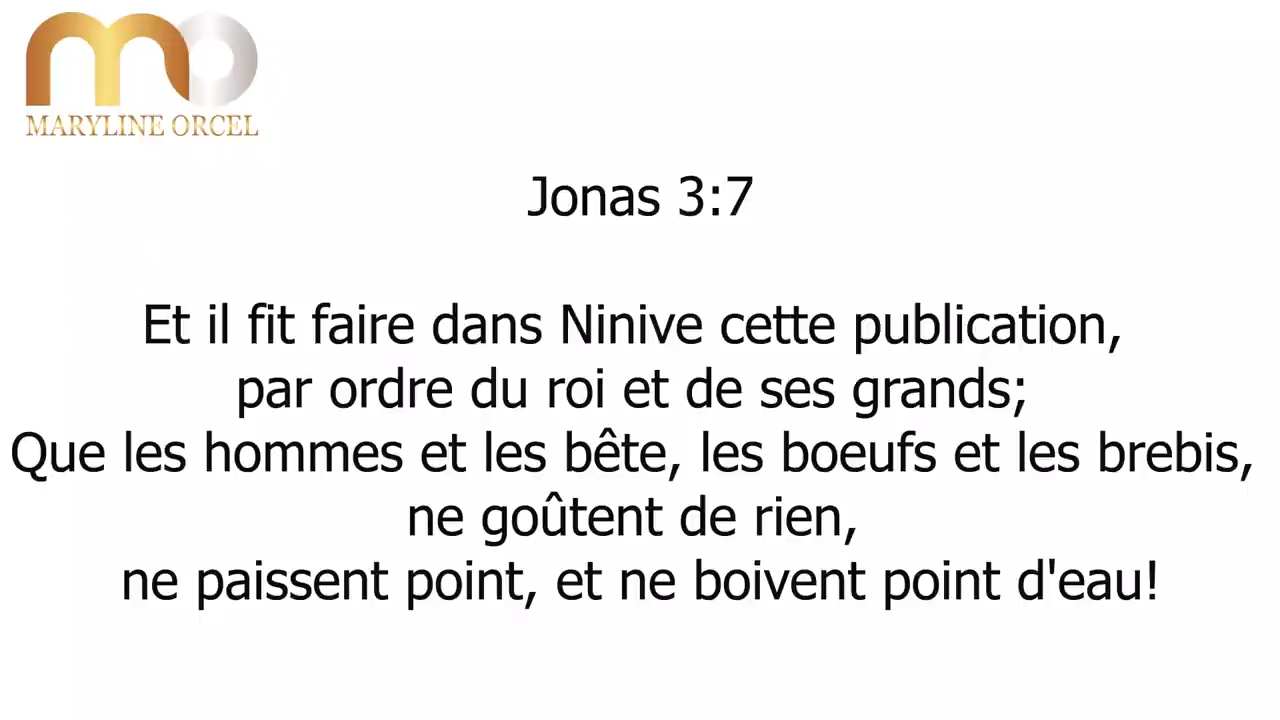 mo
MARYLINE ORCEL
Jonas 3:7
Et il fit faire dans Ninive cette publication,
par ordre du roi et de ses grands;
Que les hommes et les bête, les boeufs et les brebis,
ne goûtent de rien,
ne paissent point, et ne boivent point d'eau!